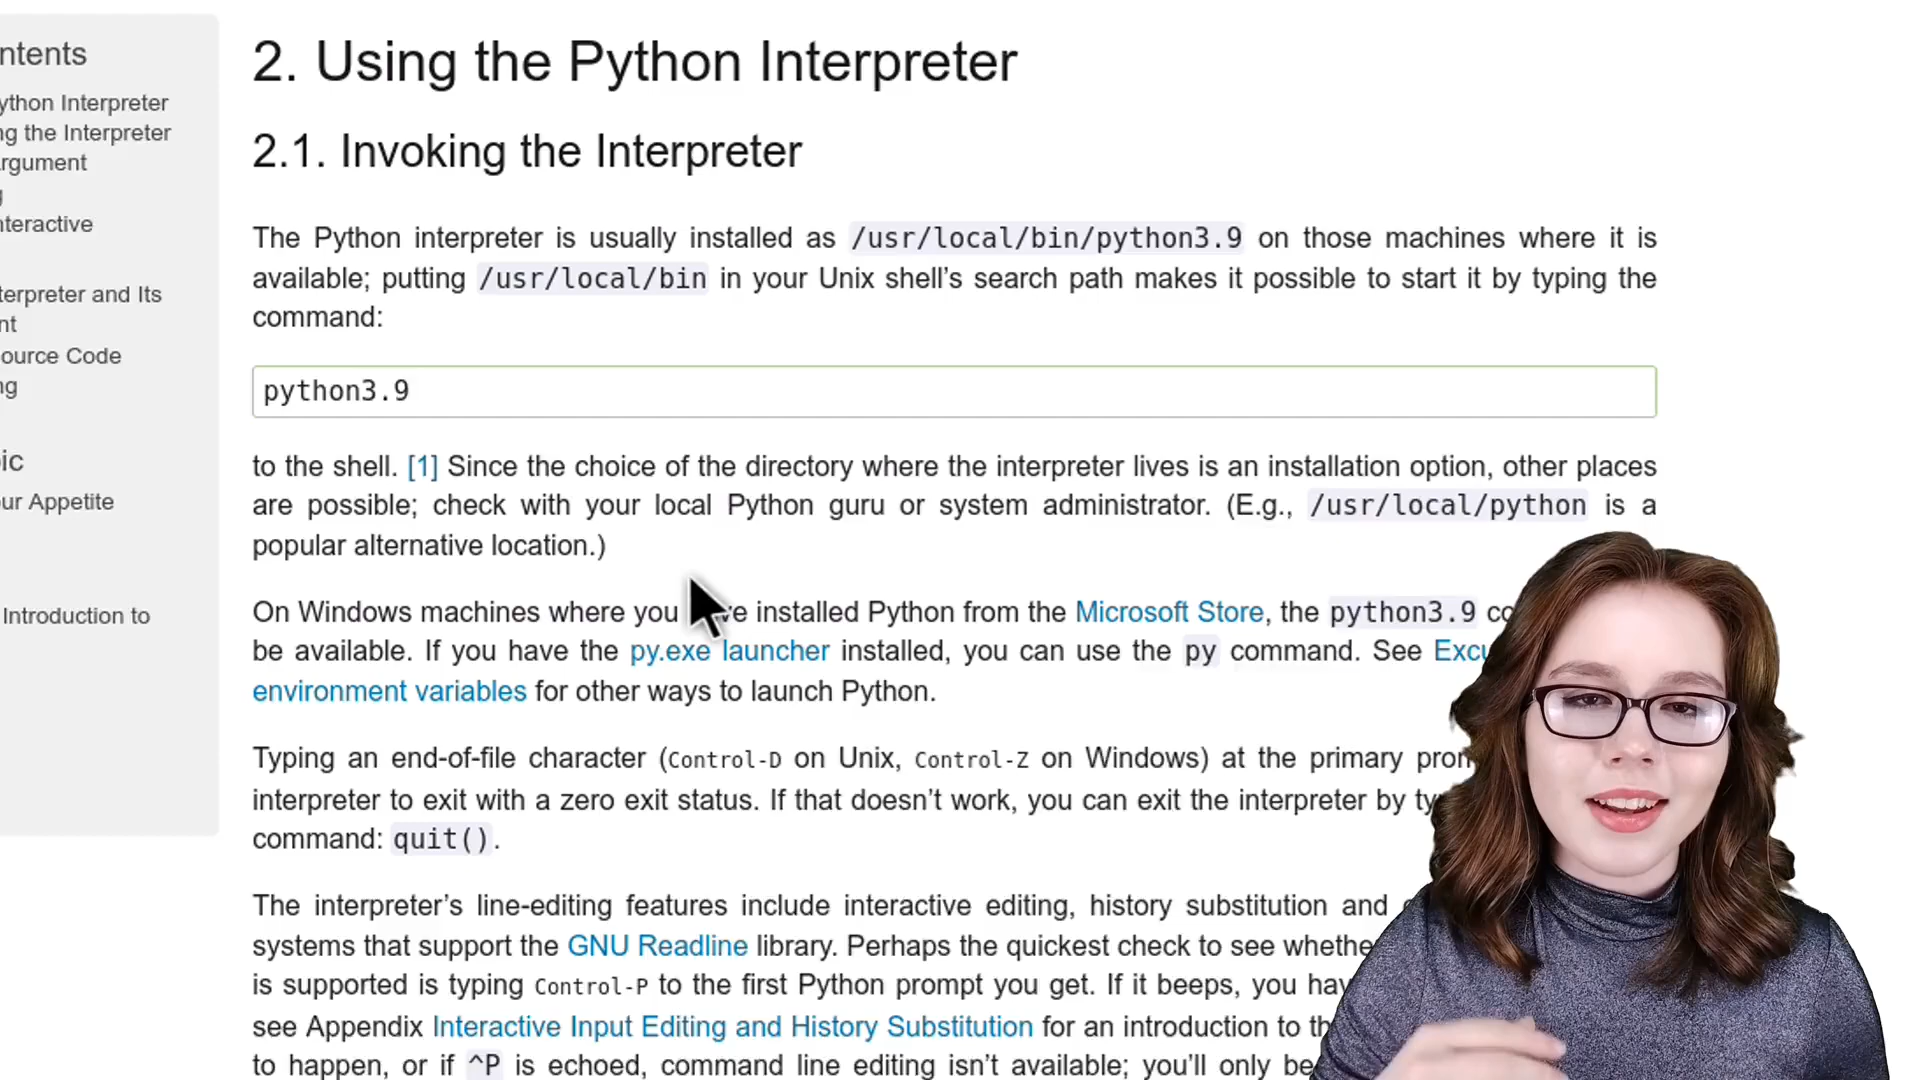 ntents
ython Interpreter
ng the Interpreter
rgument
g
nteractive
terpreter and Its
nt
ource Code
ng
ic
ur Appetite
Introduction to
2. Using the Python Interpreter
2.1. Invoking the Interpreter
The Python interpreter is usually installed as /usr/local/bin/python3.9 on those machines where it is
available; putting /usr/local/bin in your Unix shell’s search path makes it possible to start it by typing the
command:
python3.9
to the shell. [1] Since the choice of the directory where the interpreter lives is an installation option, other places
are possible; check with your local Python guru or system administrator. (E.g., /usr/local/python is a
popular alternative location.)
On Windows machines where you ve installed Python from the Microsoft Store, the python3.9 co
be available. If you have the py.exe launcher installed, you can use the py command. See Excu
environment variables for other ways to launch Python.
Typing an end-of-file character (Control-D on Unix, Control-Z on Windows) at the primary pron
interpreter to exit with a zero exit status. If that doesn’t work, you can exit the interpreter by ty
command: quit().
The interpreter’s line-editing features include interactive editing, history substitution and
systems that support the GNU Readline library. Perhaps the quickest check to see whethe
is supported is typing Control-P to the first Python prompt you get. If it beeps, you hav
see Appendix Interactive Input Editing and History Substitution for an introduction to th
to happen, or if ^P is echoed, command line editing isn’t available; you’ll only be